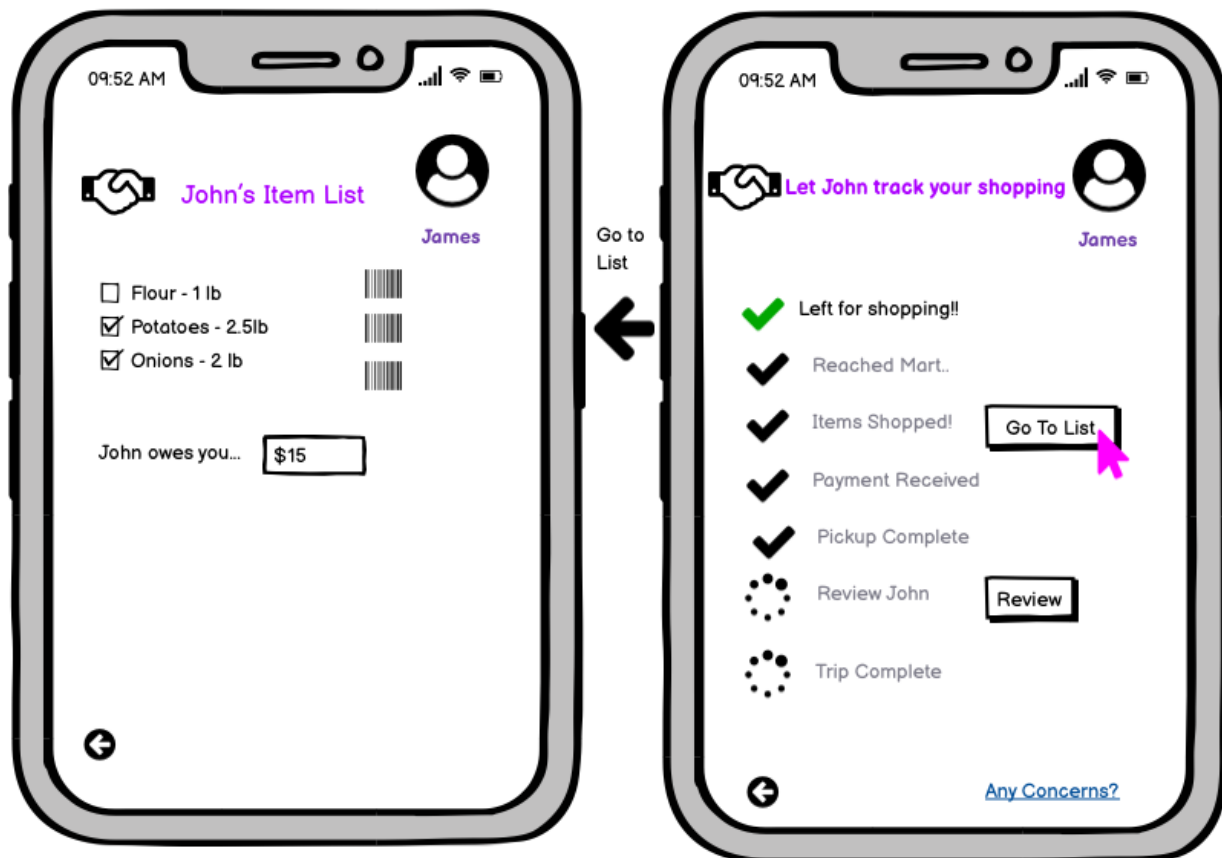 09:52 AM
John's Item List
James
Flour - 1 lb
Potatoes - 2.5lb
Onions - 2 lb
John owes you...
$15
Go to
List
09:52 AM
Let John track your shopping
James
Left for shopping!!
Reached Mart..
Items Shopped!
Go To List
Payment Received
Pickup Complete
Review John
Review
Trip Complete
Any Concerns?